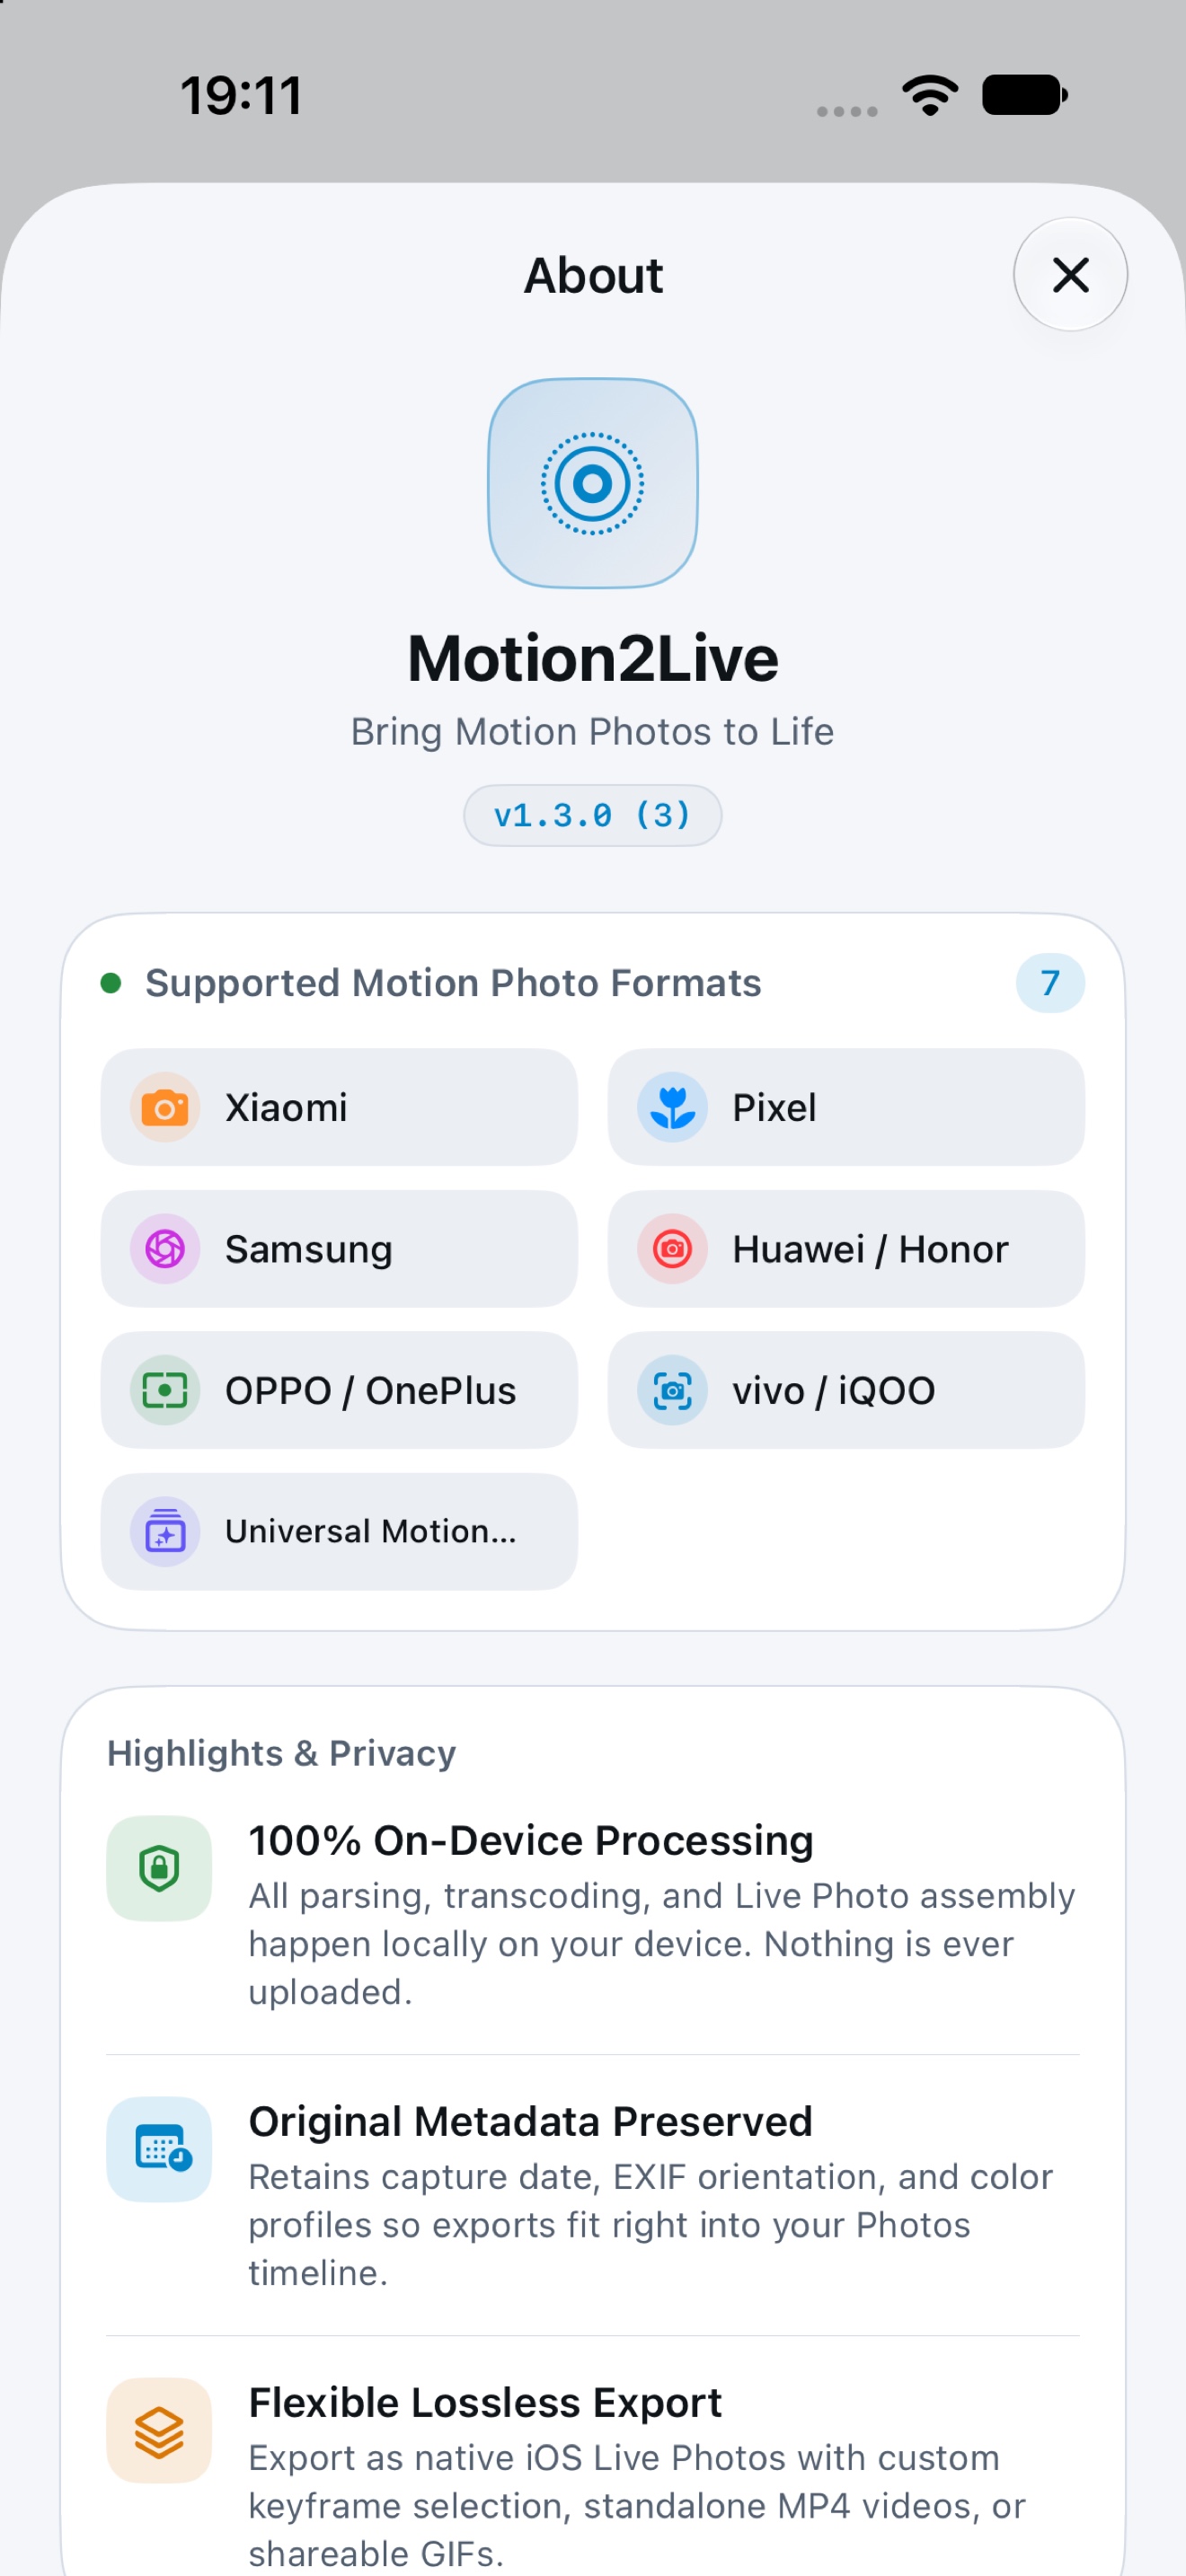 19:11
About
Motion2Live
Bring Motion Photos to Life
v1.3.0 (3)
Supported Motion Photo Formats 7
Xiaomi
Pixel
Samsung
Huawei / Honor
OPPO / OnePlus
vivo / iQOO
Universal Motion...
Highlights & Privacy
100% On-Device Processing
All parsing, transcoding, and Live Photo assembly
happen locally on your device. Nothing is ever
uploaded.
Original Metadata Preserved
Retains capture date, EXIF orientation, and color
profiles so exports fit right into your Photos
timeline.
Flexible Lossless Export
Export as native iOS Live Photos with custom
keyframe selection, standalone MP4 videos, or
shareable GIFs.